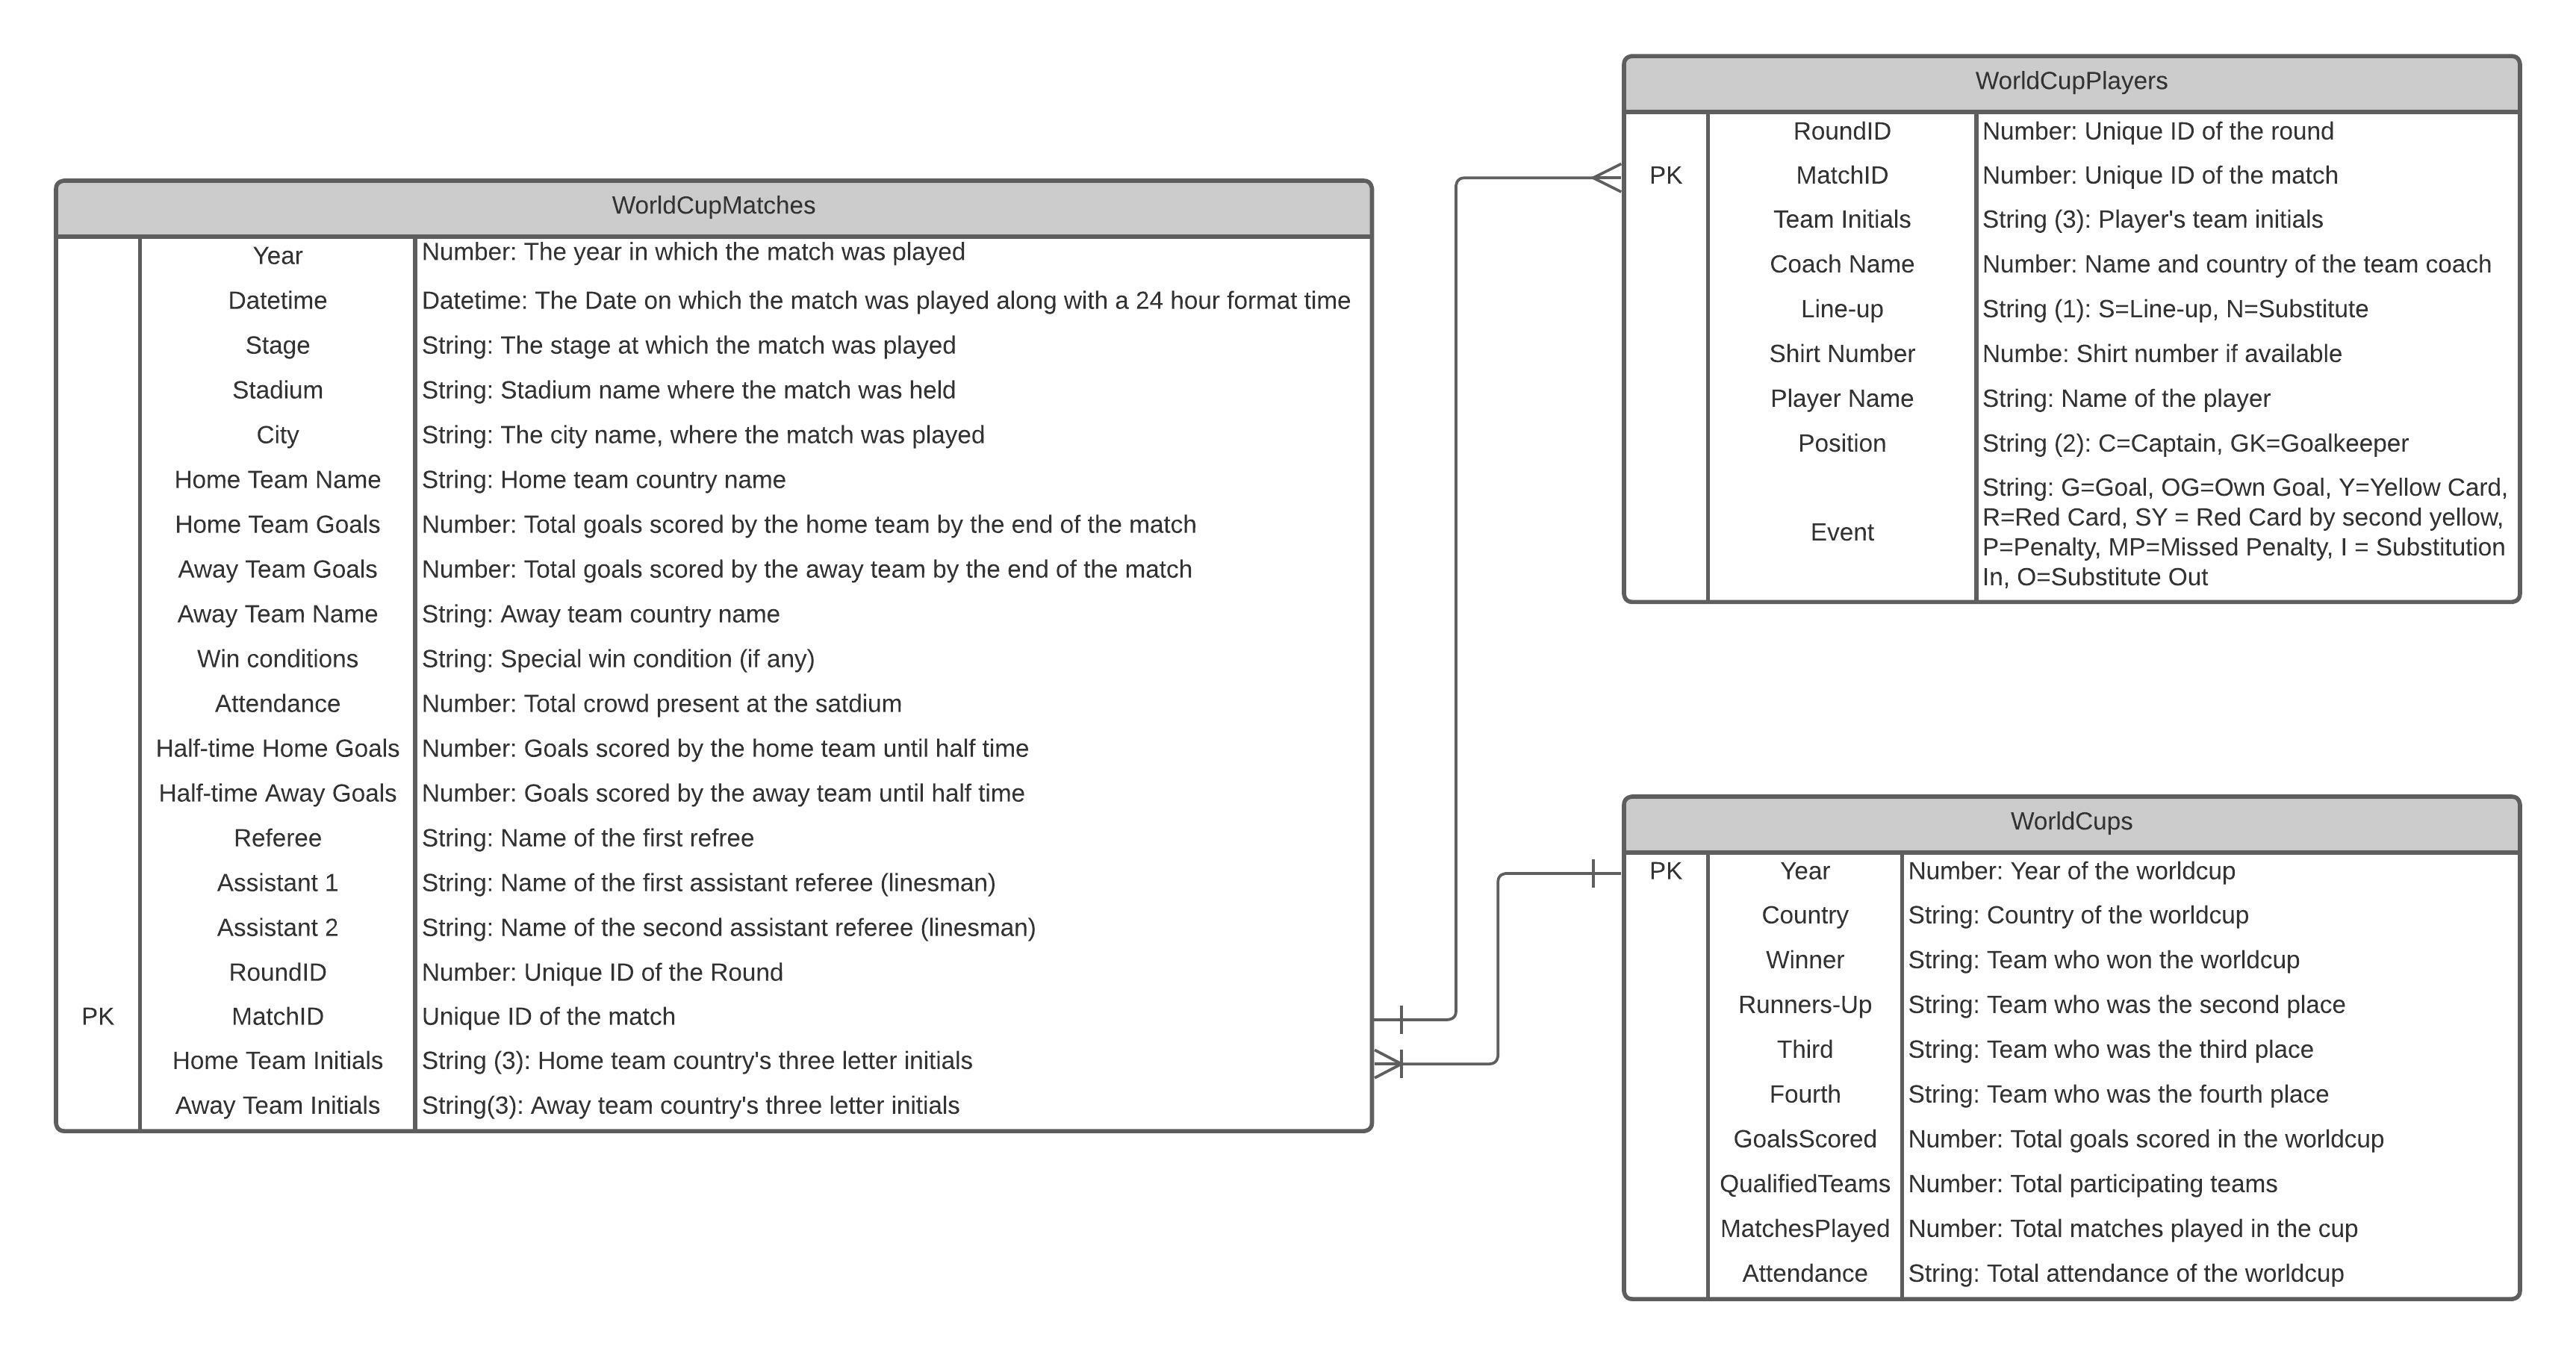 WorldCupMatches
Year Number: The year in which the match was played
Datetime Datetime: The Date on which the match was played along with a 24 hour format time
Stage String: The stage at which the match was played
Stadium String: Stadium name where the match was held
City String: The city name, where the match was played
Home Team Name String: Home team country name
Home Team Goals Number: Total goals scored by the home team by the end of the match
Away Team Goals Number: Total goals scored by the away team by the end of the match
Away Team Name String: Away team country name
Win conditions String: Special win condition (if any)
Attendance Number: Total crowd present at the satdium
Half-time Home Goals Number: Goals scored by the home team until half time
Half-time Away Goals Number: Goals scored by the away team until half time
Referee String: Name of the first refree
Assistant 1 String: Name of the first assistant referee (linesman)
Assistant 2 String: Name of the second assistant referee (linesman)
RoundID Number: Unique ID of the Round
PK MatchID Unique ID of the match
Home Team Initials String (3): Home team country's three letter initials
Away Team Initials String(3): Away team country's three letter initials
WorldCupPlayers
RoundID Number: Unique ID of the round
PK MatchID Number: Unique ID of the match
Team Initials String (3): Player's team initials
Coach Name Number: Name and country of the team coach
Line-up String (1): S=Line-up, N=Substitute
Shirt Number Numbe: Shirt number if available
Player Name String: Name of the player
Position String (2): C=Captain, GK=Goalkeeper
Event String: G=Goal, OG=Own Goal, Y=Yellow Card,
R=Red Card, SY = Red Card by second yellow,
P=Penalty, MP=Missed Penalty, I = Substitution
In, O=Substitute Out
WorldCups
PK Year Number: Year of the worldcup
Country String: Country of the worldcup
Winner String: Team who won the worldcup
Runners-Up String: Team who was the second place
Third String: Team who was the third place
Fourth String: Team who was the fourth place
GoalsScored Number: Total goals scored in the worldcup
QualifiedTeams Number: Total participating teams
MatchesPlayed Number: Total matches played in the cup
Attendance String: Total attendance of the worldcup